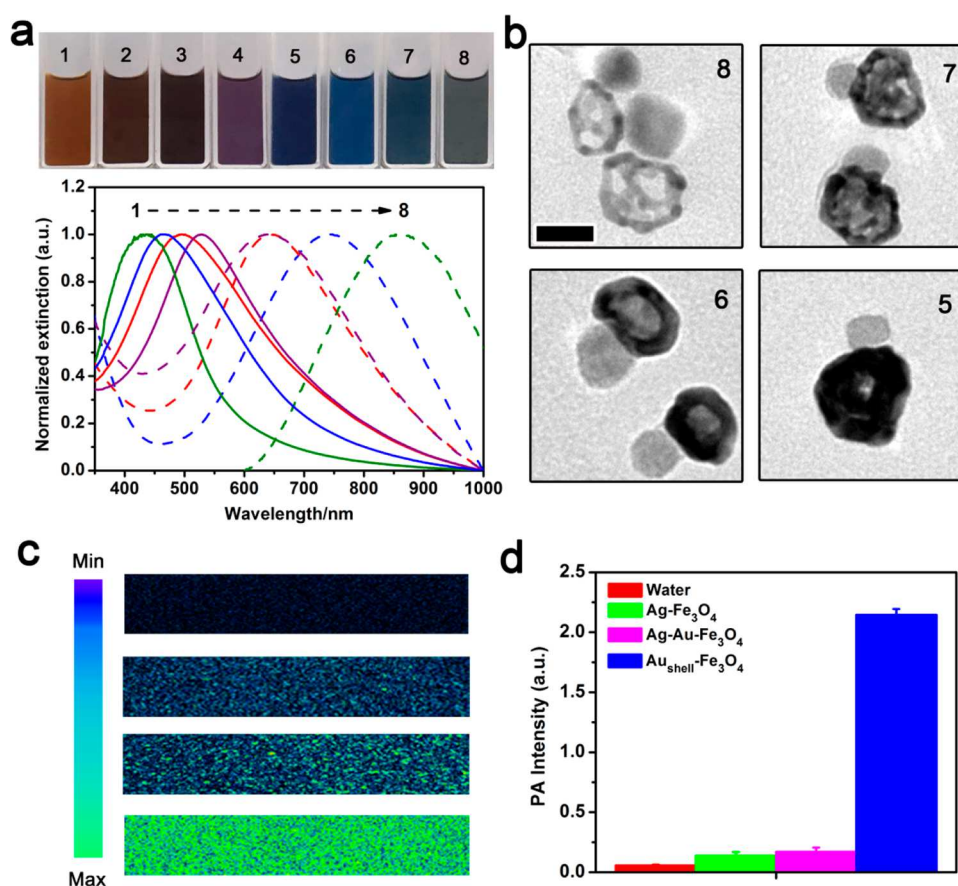 a
1 2 3 4 5 6 7 8
Normalized extinction (a.u.)
1.2
1.0
0.8
0.6
0.4
0.2
0.0
1 8
400 500 600 700 800 900 1000
Wavelength/nm
b
8
7
6
5
c
Min
Max
d
PA Intensity (a.u.)
2.5
2.0
1.5
1.0
0.5
0.0
Water
Ag-Fe₃O₄
Ag-Au-Fe₃O₄
Au_shell-Fe₃O₄